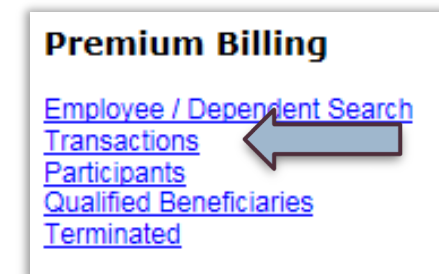 Premium Billing
Employee / Dependent Search
Transactions
Participants
Qualified Beneficiaries
Terminated